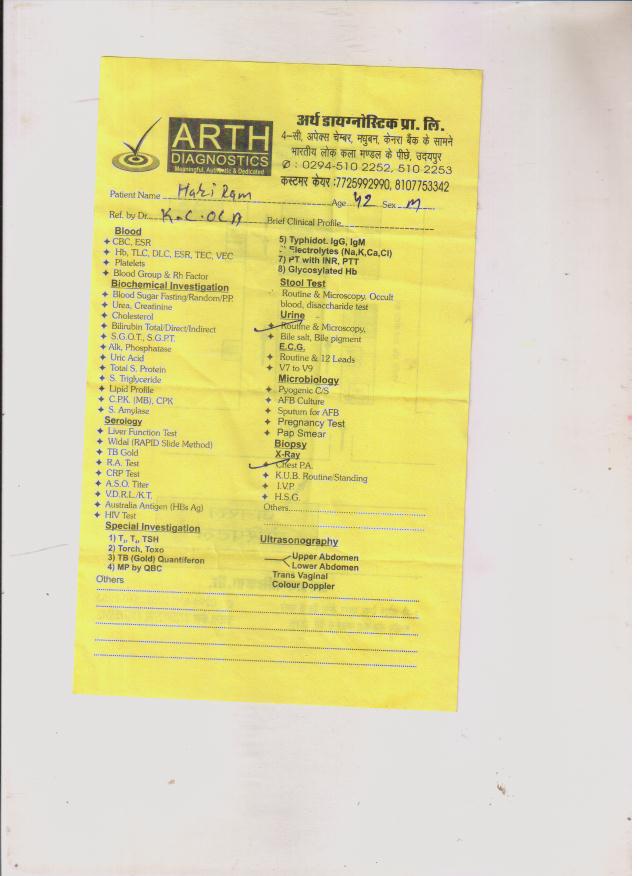 ARTH
DIAGNOSTICS
Meaningful, Authentic & Dedicated
अर्थ डायग्नोस्टिक प्रा. लि.
4-सी, अपेक्स चेम्बर, मधुबन, केनरा बैंक के सामने
भारतीय लोक कला मण्डल के पीछे, उदयपुर
✆ : 0294-510 2252, 510 2253
कस्टमर केयर :7725992990, 8107753342
Patient Name Hari Ram Age 42 Sex M
Ref. by Dr. K.C. OLA Brief Clinical Profile
Blood
CBC, ESR
Hb, TLC, DLC, ESR, TEC, VEC
Platelets
Blood Group & Rh Factor
Biochemical Investigation
Blood Sugar Fasting/Random/P.P.
Urea, Creatinine
Cholesterol
Bilirubin Total/Direct/Indirect
S.G.O.T., S.G.P.T.
Alk. Phosphatase
Uric Acid
Total S. Protein
S. Triglyceride
Lipid Profile
C.P.K. (MB), CPK
S. Amylase
Serology
Liver Function Test
Widal (RAPID Slide Method)
TB Gold
R.A. Test
CRP Test
A.S.O. Titer
V.D.R.L./K.T.
Australia Antigen (HBs Ag)
HIV Test
Special Investigation
1) T₃, T₄, TSH
2) Torch, Toxo
3) TB (Gold) Quantiferon
4) MP by QBC
Others
5) Typhidot. IgG, IgM
6) Electrolytes (Na,K,Ca,Cl)
7) PT with INR, PTT
8) Glycosylated Hb
Stool Test
Routine & Microscopy, Occult
blood, disaccharide test
Urine
Routine & Microscopy,
Bile salt, Bile pigment
E.C.G.
Routine & 12 Leads
V7 to V9
Microbiology
Pyogenic C/S
AFB Culture
Sputum for AFB
Pregnancy Test
Pap Smear
Biopsy
X-Ray
Chest P.A.
K.U.B. Routine/Standing
I.V.P.
H.S.G.
Others
Ultrasonography
Upper Abdomen
Lower Abdomen
Trans Vaginal
Colour Doppler